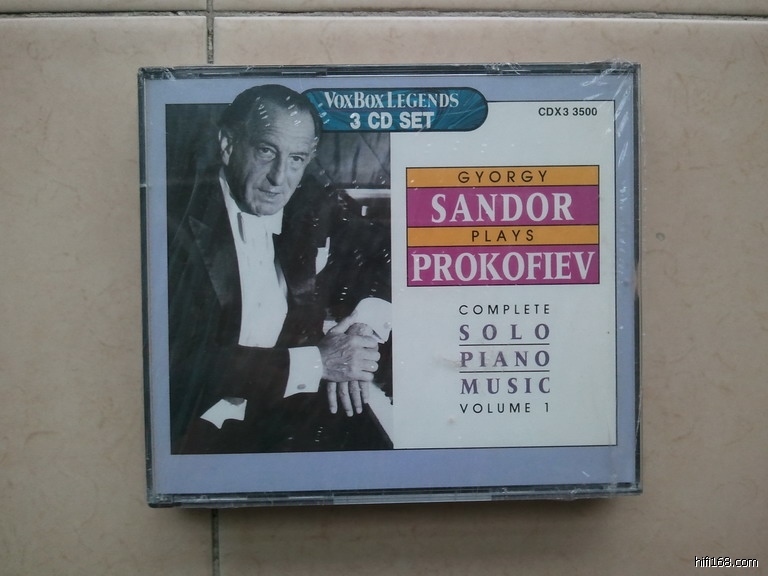 VOXBOX LEGENDS
3 CD SET
CDX3 3500
GYORGY
SANDOR
PLAYS
PROKOFIEV
COMPLETE
SOLO
PIANO
MUSIC
VOLUME 1
hifi168.com